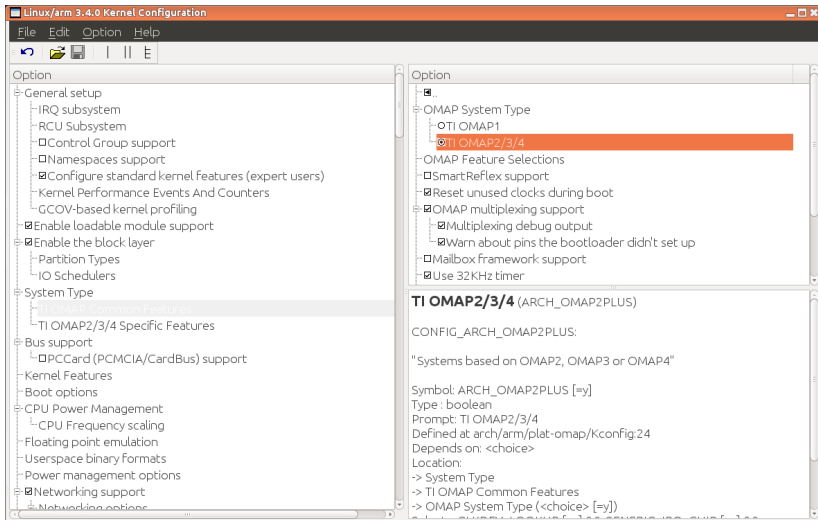 Linux/arm 3.4.0 Kernel Configuration
File Edit Option Help
Option
General setup
IRQ subsystem
RCU Subsystem
Control Group support
Namespaces support
Configure standard kernel features (expert users)
Kernel Performance Events And Counters
GCOV-based kernel profiling
Enable loadable module support
Enable the block layer
Partition Types
IO Schedulers
System Type
TI OMAP Common Features
TI OMAP2/3/4 Specific Features
Bus support
PCCard (PCMCIA/CardBus) support
Kernel Features
Boot options
CPU Power Management
CPU Frequency scaling
Floating point emulation
Userspace binary formats
Power management options
Networking support
Networking options
Option
..
OMAP System Type
TI OMAP1
TI OMAP2/3/4
OMAP Feature Selections
SmartReflex support
Reset unused clocks during boot
OMAP multiplexing support
Multiplexing debug output
Warn about pins the bootloader didn't set up
Mailbox framework support
Use 32KHz timer
TI OMAP2/3/4 (ARCH_OMAP2PLUS)
CONFIG_ARCH_OMAP2PLUS:
"Systems based on OMAP2, OMAP3 or OMAP4"
Symbol: ARCH_OMAP2PLUS [=y]
Type : boolean
Prompt: TI OMAP2/3/4
Defined at arch/arm/plat-omap/Kconfig:24
Depends on: <choice>
Location:
-> System Type
-> TI OMAP Common Features
-> OMAP System Type (<choice> [=y])